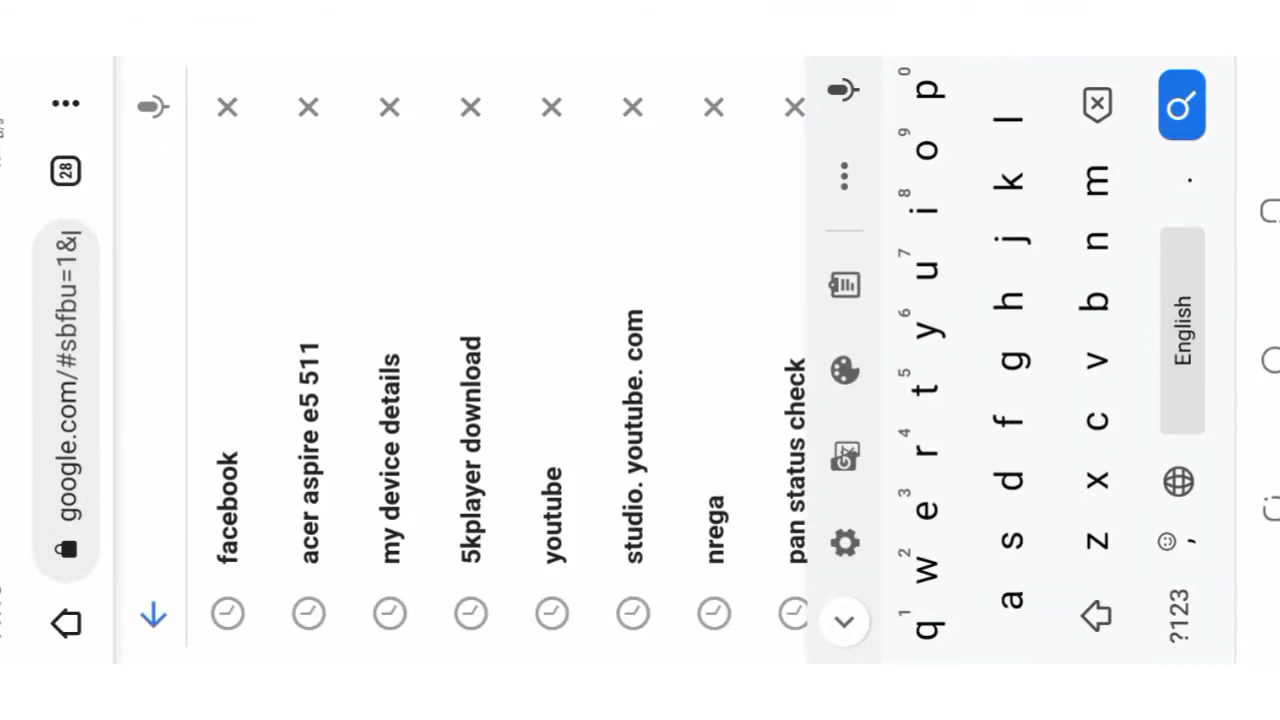 google.com/#sbfbu=1&
28
facebook
acer aspire e5 511
my device details
5kplayer download
youtube
studio. youtube. com
nrega
pan status check
1 2 3 4 5 6 7 8 9 0
q w e r t y u i o p
a s d f g h j k l
z x c v b n m
?123 , English .